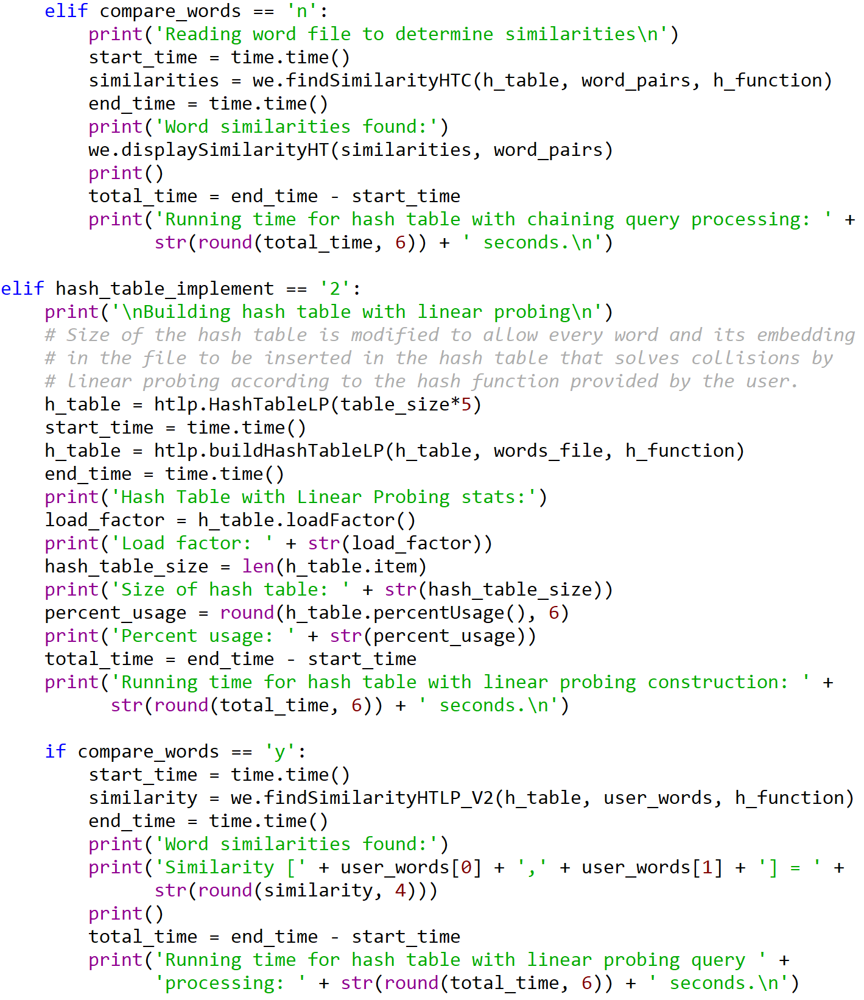 elif compare_words == 'n':
        print('Reading word file to determine similarities\n')
        start_time = time.time()
        similarities = we.findSimilarityHTC(h_table, word_pairs, h_function)
        end_time = time.time()
        print('Word similarities found:')
        we.displaySimilarityHT(similarities, word_pairs)
        print()
        total_time = end_time - start_time
        print('Running time for hash table with chaining query processing: ' +
              str(round(total_time, 6)) + ' seconds.\n')

elif hash_table_implement == '2':
    print('\nBuilding hash table with linear probing\n')
    # Size of the hash table is modified to allow every word and its embedding
    # in the file to be inserted in the hash table that solves collisions by
    # linear probing according to the hash function provided by the user.
    h_table = htlp.HashTableLP(table_size*5)
    start_time = time.time()
    h_table = htlp.buildHashTableLP(h_table, words_file, h_function)
    end_time = time.time()
    print('Hash Table with Linear Probing stats:')
    load_factor = h_table.loadFactor()
    print('Load factor: ' + str(load_factor))
    hash_table_size = len(h_table.item)
    print('Size of hash table: ' + str(hash_table_size))
    percent_usage = round(h_table.percentUsage(), 6)
    print('Percent usage: ' + str(percent_usage))
    total_time = end_time - start_time
    print('Running time for hash table with linear probing construction: ' +
          str(round(total_time, 6)) + ' seconds.\n')

    if compare_words == 'y':
        start_time = time.time()
        similarity = we.findSimilarityHTLP_V2(h_table, user_words, h_function)
        end_time = time.time()
        print('Word similarities found:')
        print('Similarity [' + user_words[0] + ',' + user_words[1] + '] = ' +
              str(round(similarity, 4)))
        print()
        total_time = end_time - start_time
        print('Running time for hash table with linear probing query ' +
              'processing: ' + str(round(total_time, 6)) + ' seconds.\n')